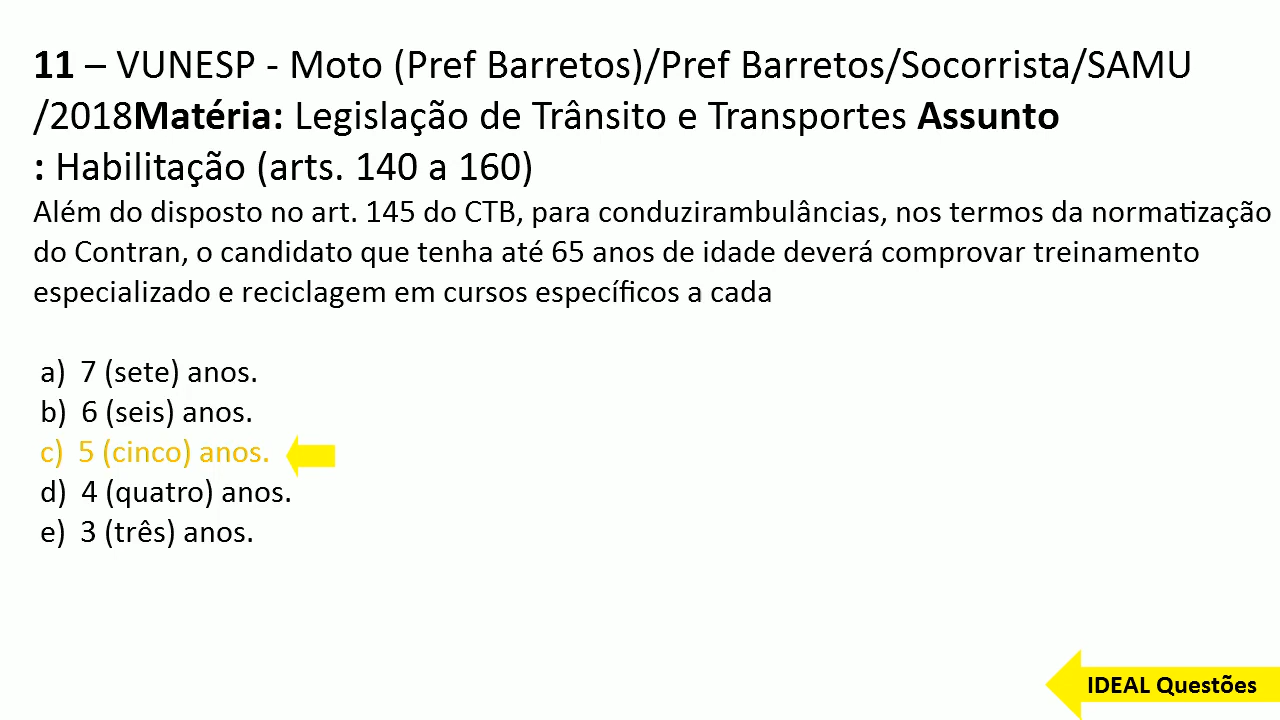 11 – VUNESP - Moto (Pref Barretos)/Pref Barretos/Socorrista/SAMU
/2018Matéria: Legislação de Trânsito e Transportes Assunto
: Habilitação (arts. 140 a 160)
Além do disposto no art. 145 do CTB, para conduzirambulâncias, nos termos da normatização
do Contran, o candidato que tenha até 65 anos de idade deverá comprovar treinamento
especializado e reciclagem em cursos específicos a cada
a) 7 (sete) anos.
b) 6 (seis) anos.
c) 5 (cinco) anos.
d) 4 (quatro) anos.
e) 3 (três) anos.
IDEAL Questões